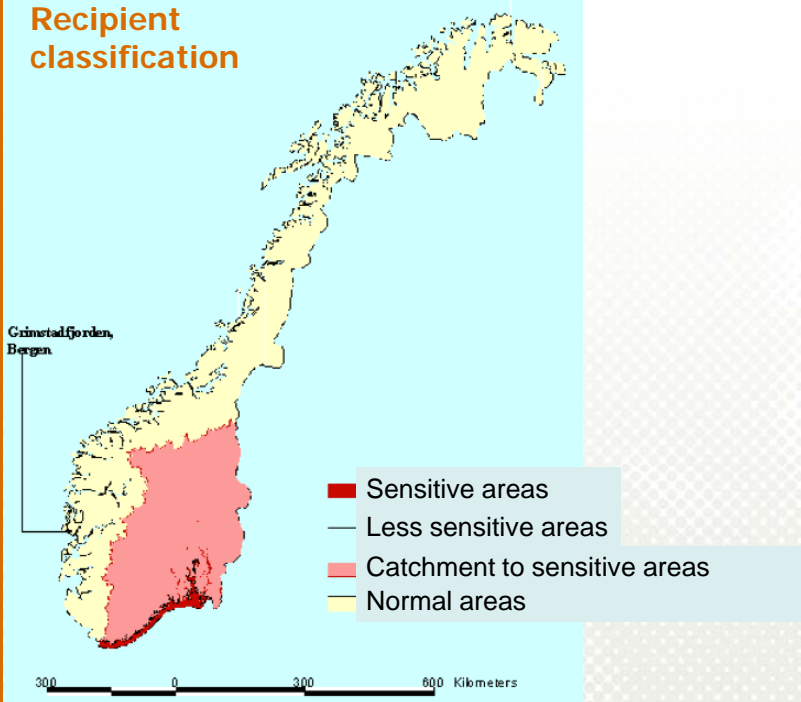 Recipient
classification
Grimstadfjorden,
Bergen
Sensitive areas
Less sensitive areas
Catchment to sensitive areas
Normal areas
300 0 300 600 Kilometers